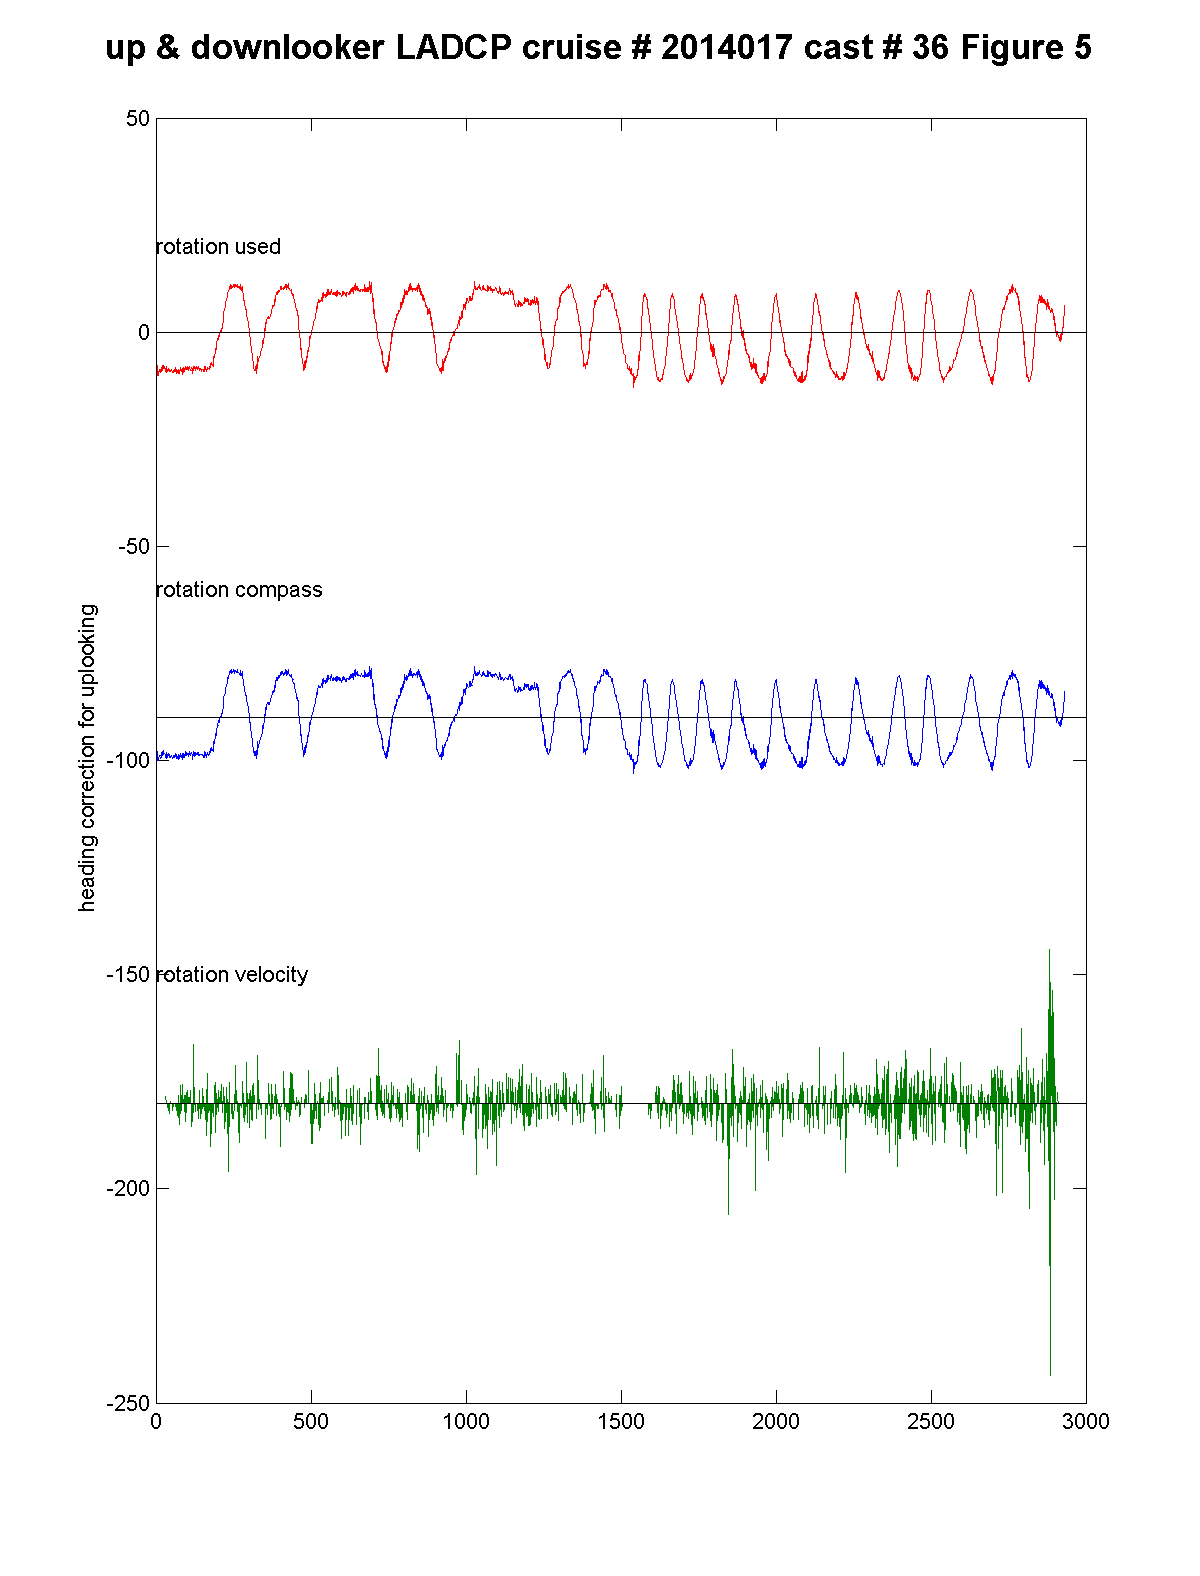 up & downlooker LADCP cruise # 2014017 cast # 36 Figure 5
50
rotation used
0
-50
rotation compass
heading correction for uplooking
-100
-150
rotation velocity
-200
-250
0 500 1000 1500 2000 2500 3000